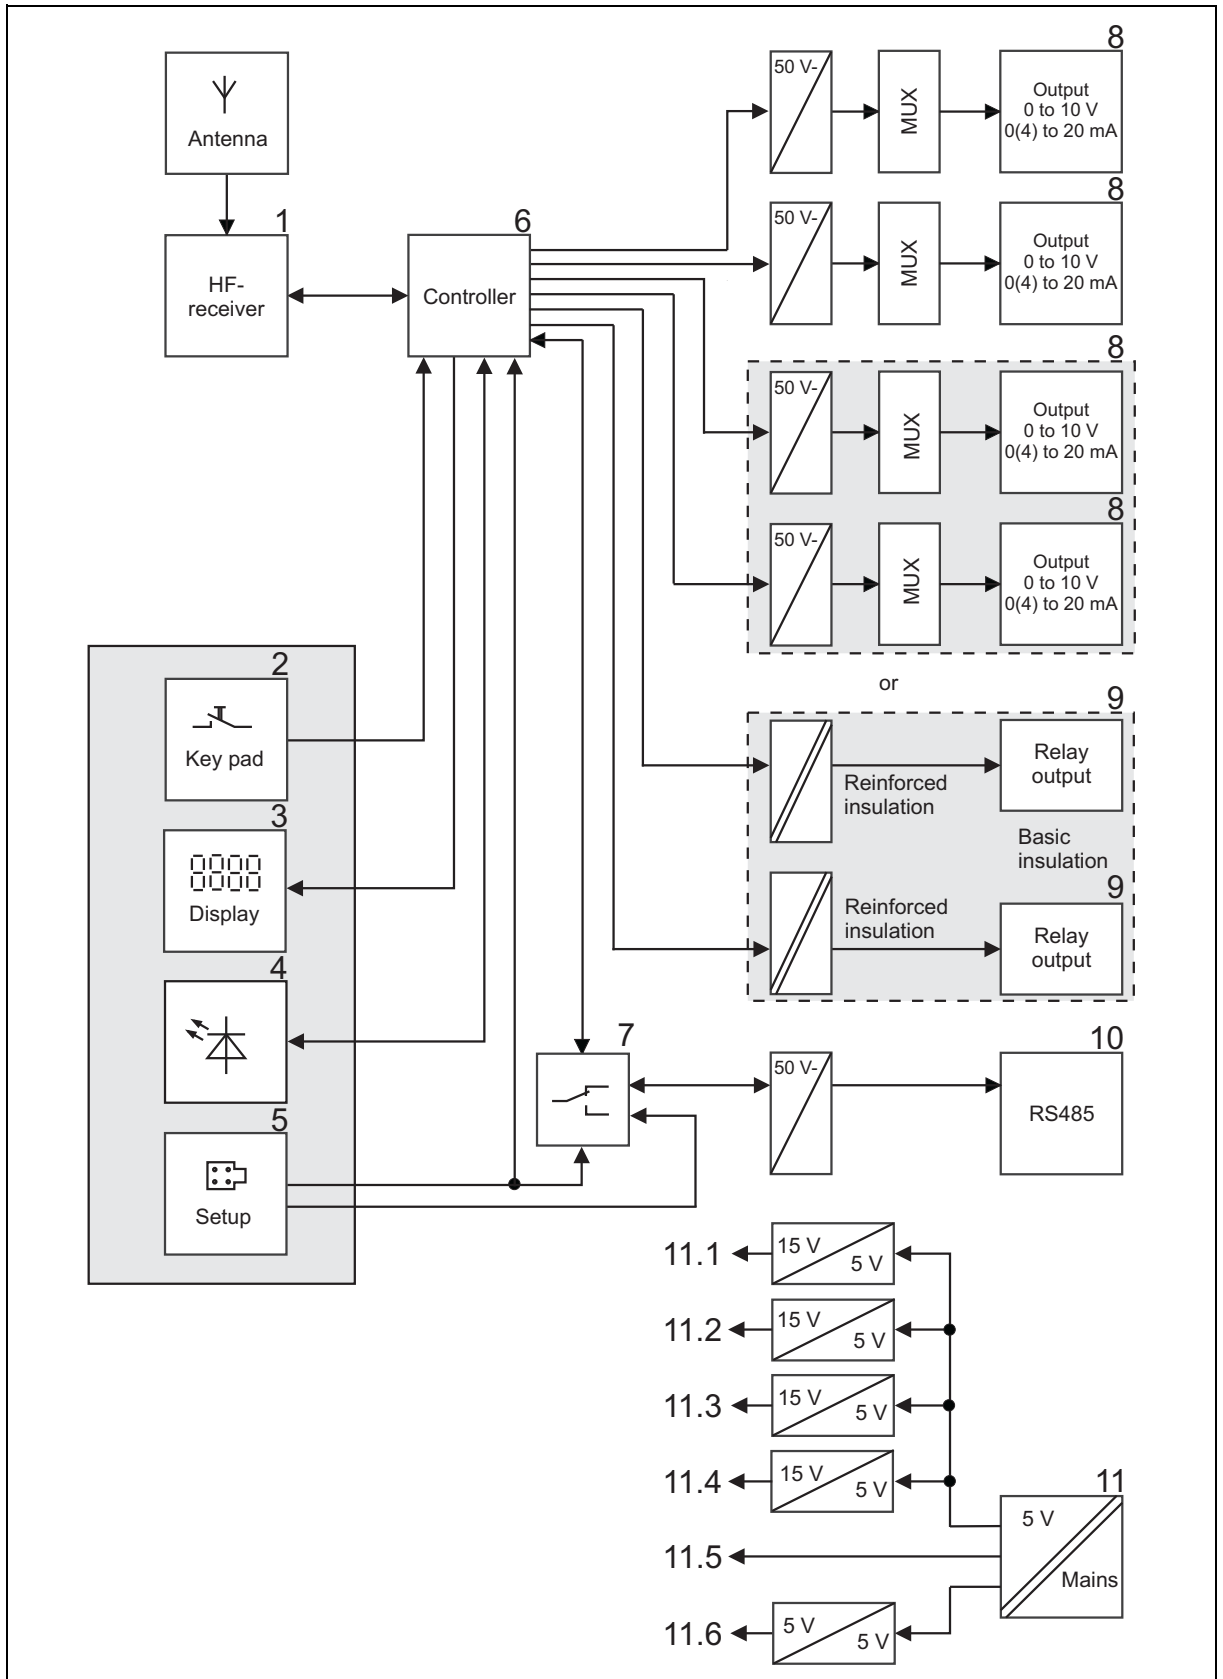 Antenna
1
HF-
receiver
6
Controller
50 V-
MUX
8
Output
0 to 10 V
0(4) to 20 mA
50 V-
MUX
8
Output
0 to 10 V
0(4) to 20 mA
50 V-
MUX
8
Output
0 to 10 V
0(4) to 20 mA
50 V-
MUX
8
Output
0 to 10 V
0(4) to 20 mA
or
2
Key pad
3
Display
4
5
Setup
9
Reinforced
insulation
Relay
output
Basic
insulation
9
Reinforced
insulation
Relay
output
7
50 V-
10
RS485
11.1
15 V
5 V
11.2
15 V
5 V
11.3
15 V
5 V
11.4
15 V
5 V
11
5 V
Mains
11.5
11.6
5 V
5 V